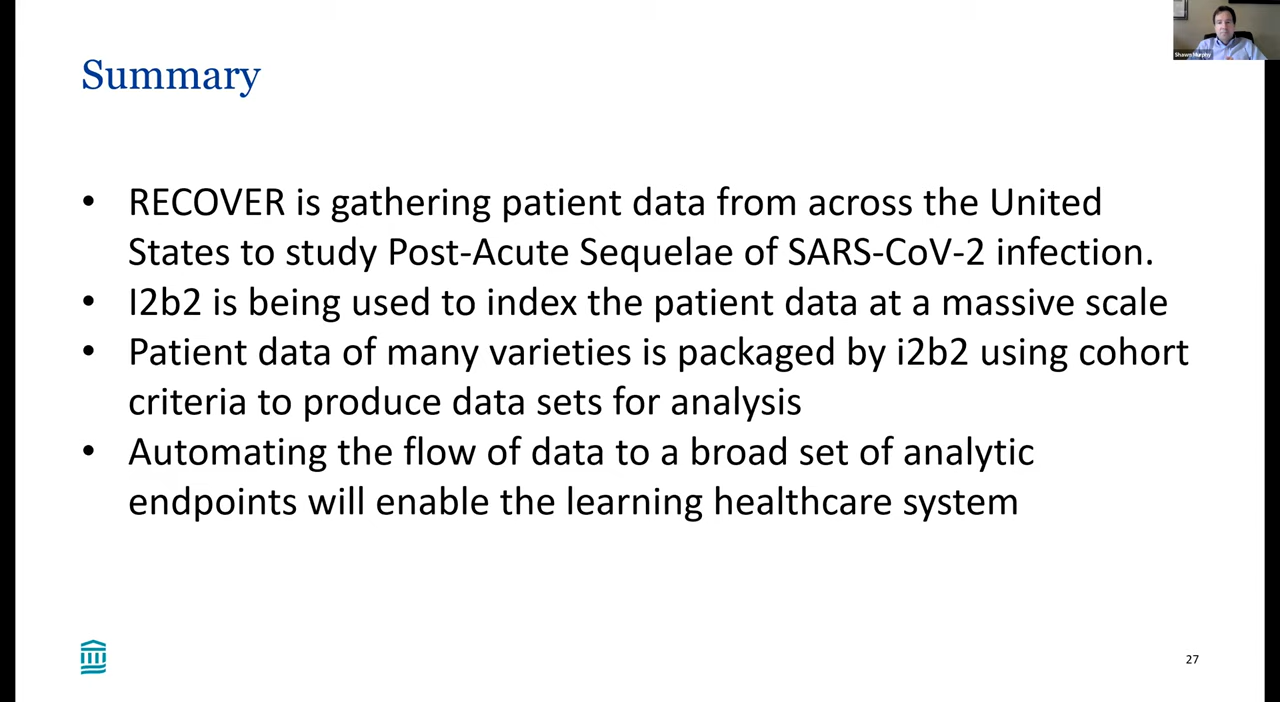 Shawn Murphy
Summary
• RECOVER is gathering patient data from across the United
States to study Post-Acute Sequelae of SARS-CoV-2 infection.
• I2b2 is being used to index the patient data at a massive scale
• Patient data of many varieties is packaged by i2b2 using cohort
criteria to produce data sets for analysis
• Automating the flow of data to a broad set of analytic
endpoints will enable the learning healthcare system
27